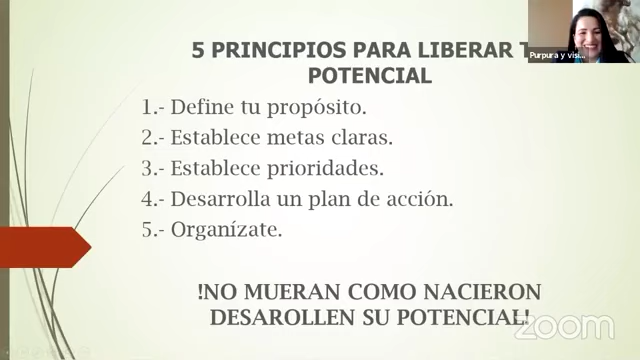 5 PRINCIPIOS PARA LIBERAR T
POTENCIAL
1.- Define tu propósito.
2.- Establece metas claras.
3.- Establece prioridades.
4.- Desarrolla un plan de acción.
5.- Organízate.
!NO MUERAN COMO NACIERON
DESAROLLEN SU POTENCIAL!
Purpura y visi...
zoom